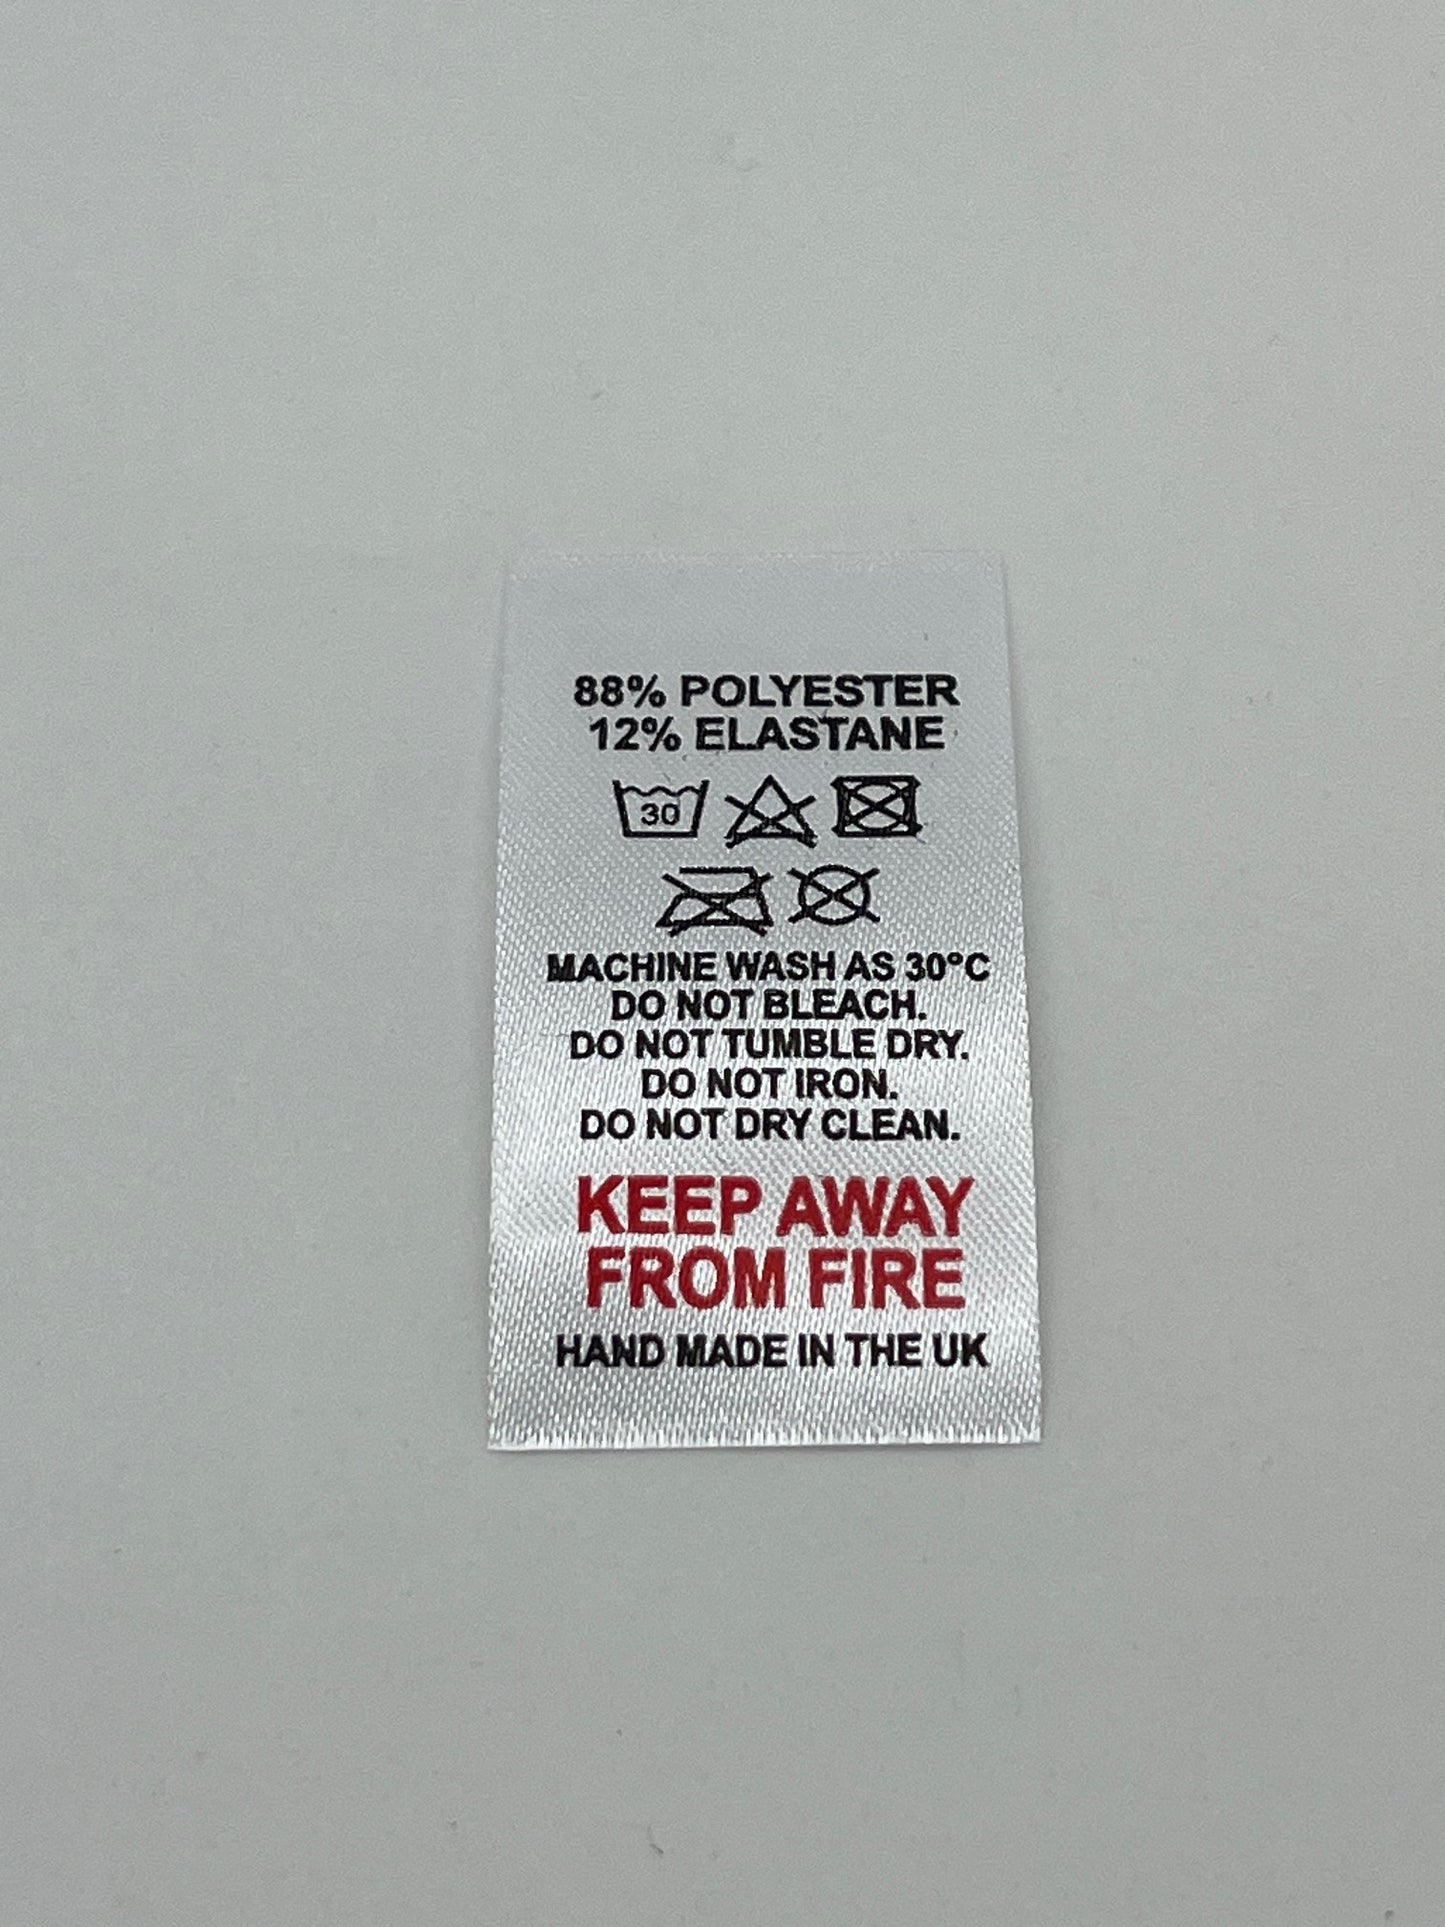 88% POLYESTER
12% ELASTANE
30
MACHINE WASH AS 30°C
DO NOT BLEACH.
DO NOT TUMBLE DRY.
DO NOT IRON.
DO NOT DRY CLEAN.
KEEP AWAY
FROM FIRE
HAND MADE IN THE UK